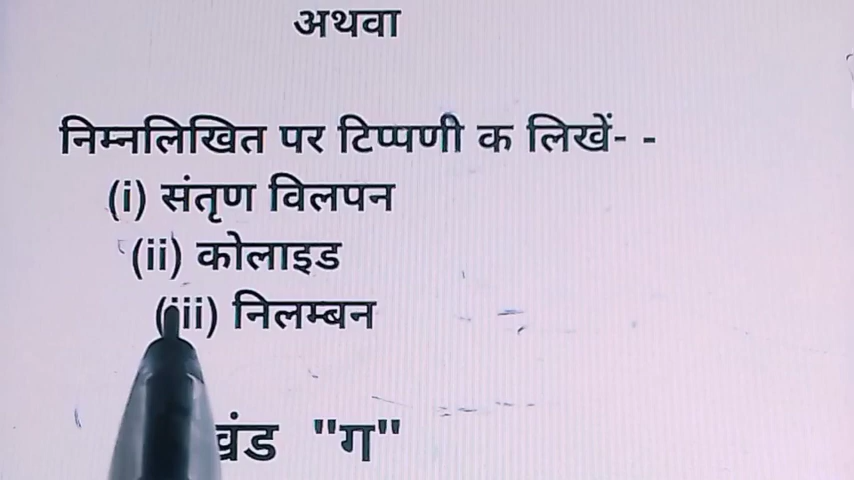 अथवा
निम्नलिखित पर टिप्पणी क लिखें- -
(i) संतृण विलपन
(ii) कोलाइड
(iii) निलम्बन
"ग"